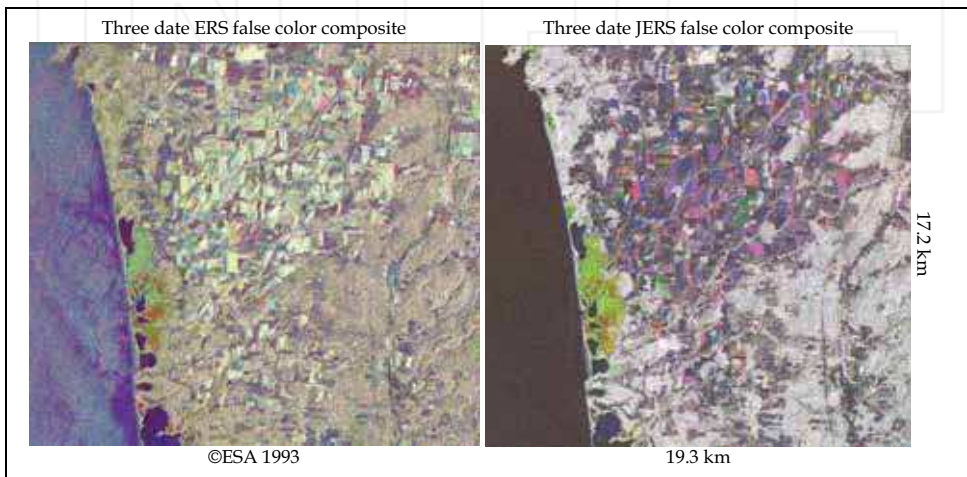 Three date ERS false color composite
Three date JERS false color composite
17.2 km
©ESA 1993
19.3 km